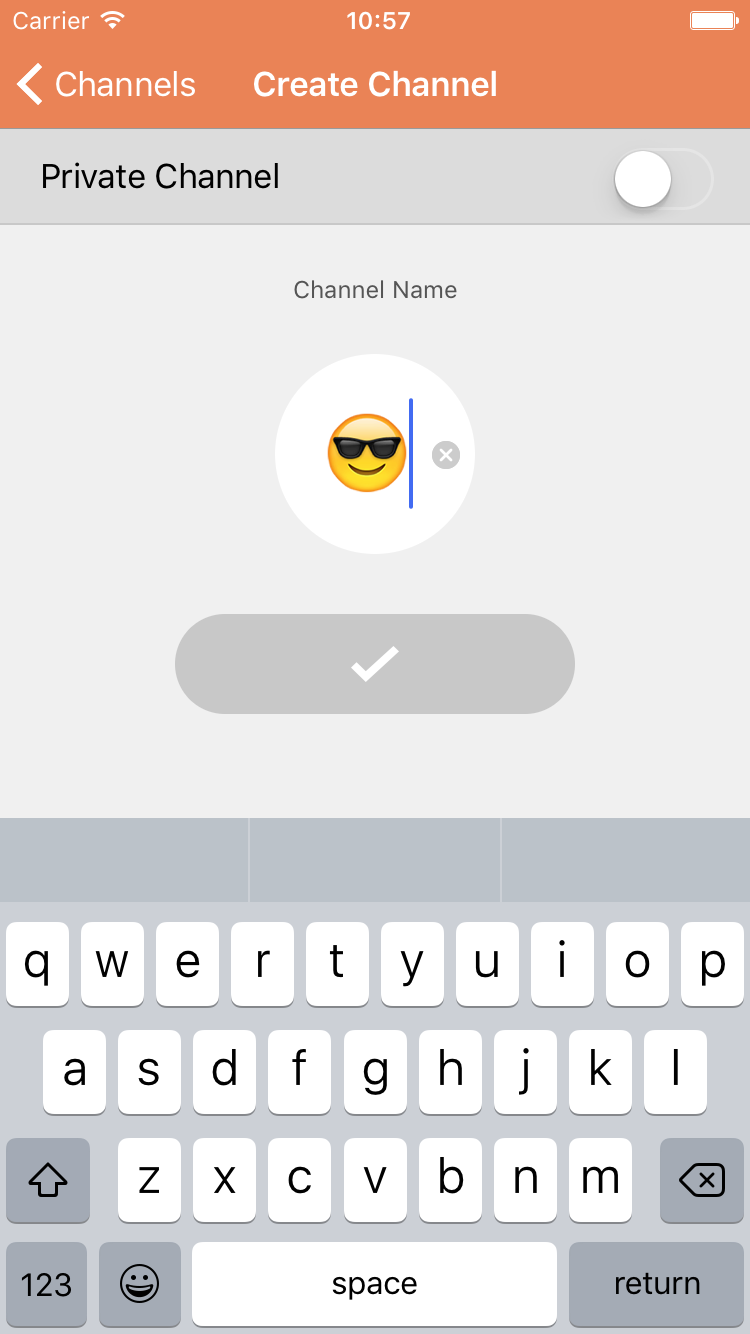 Carrier 10:57
Channels Create Channel
Private Channel
Channel Name
😎
q w e r t y u i o p
a s d f g h j k l
z x c v b n m
123 space return